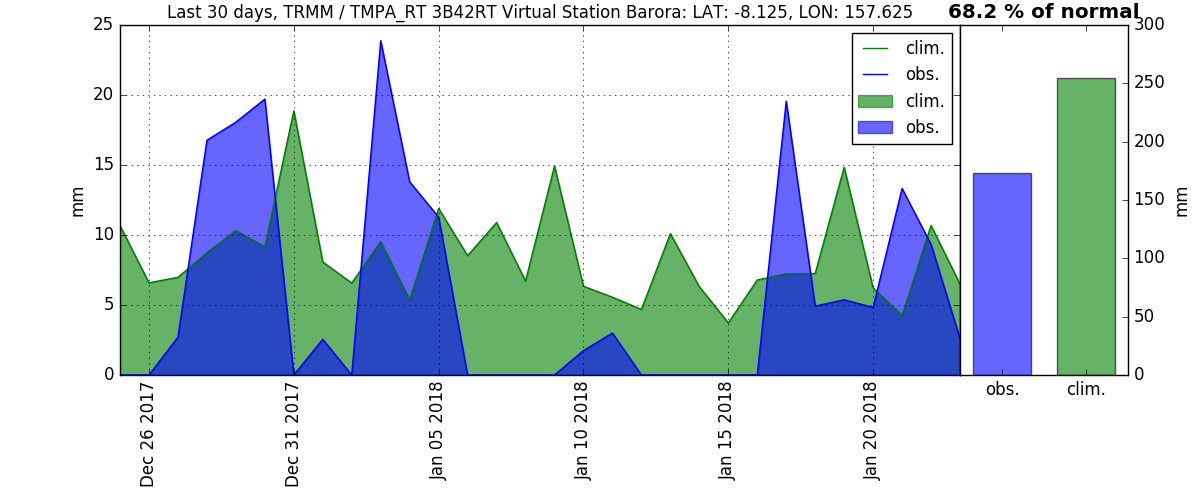 Last 30 days, TRMM / TMPA_RT 3B42RT Virtual Station Barora: LAT: -8.125, LON: 157.625
68.2 % of normal
25
20
15
10
5
0
mm
clim.
obs.
clim.
obs.
300
250
200
150
100
50
0
mm
obs.
clim.
Dec 26 2017
Dec 31 2017
Jan 05 2018
Jan 10 2018
Jan 15 2018
Jan 20 2018